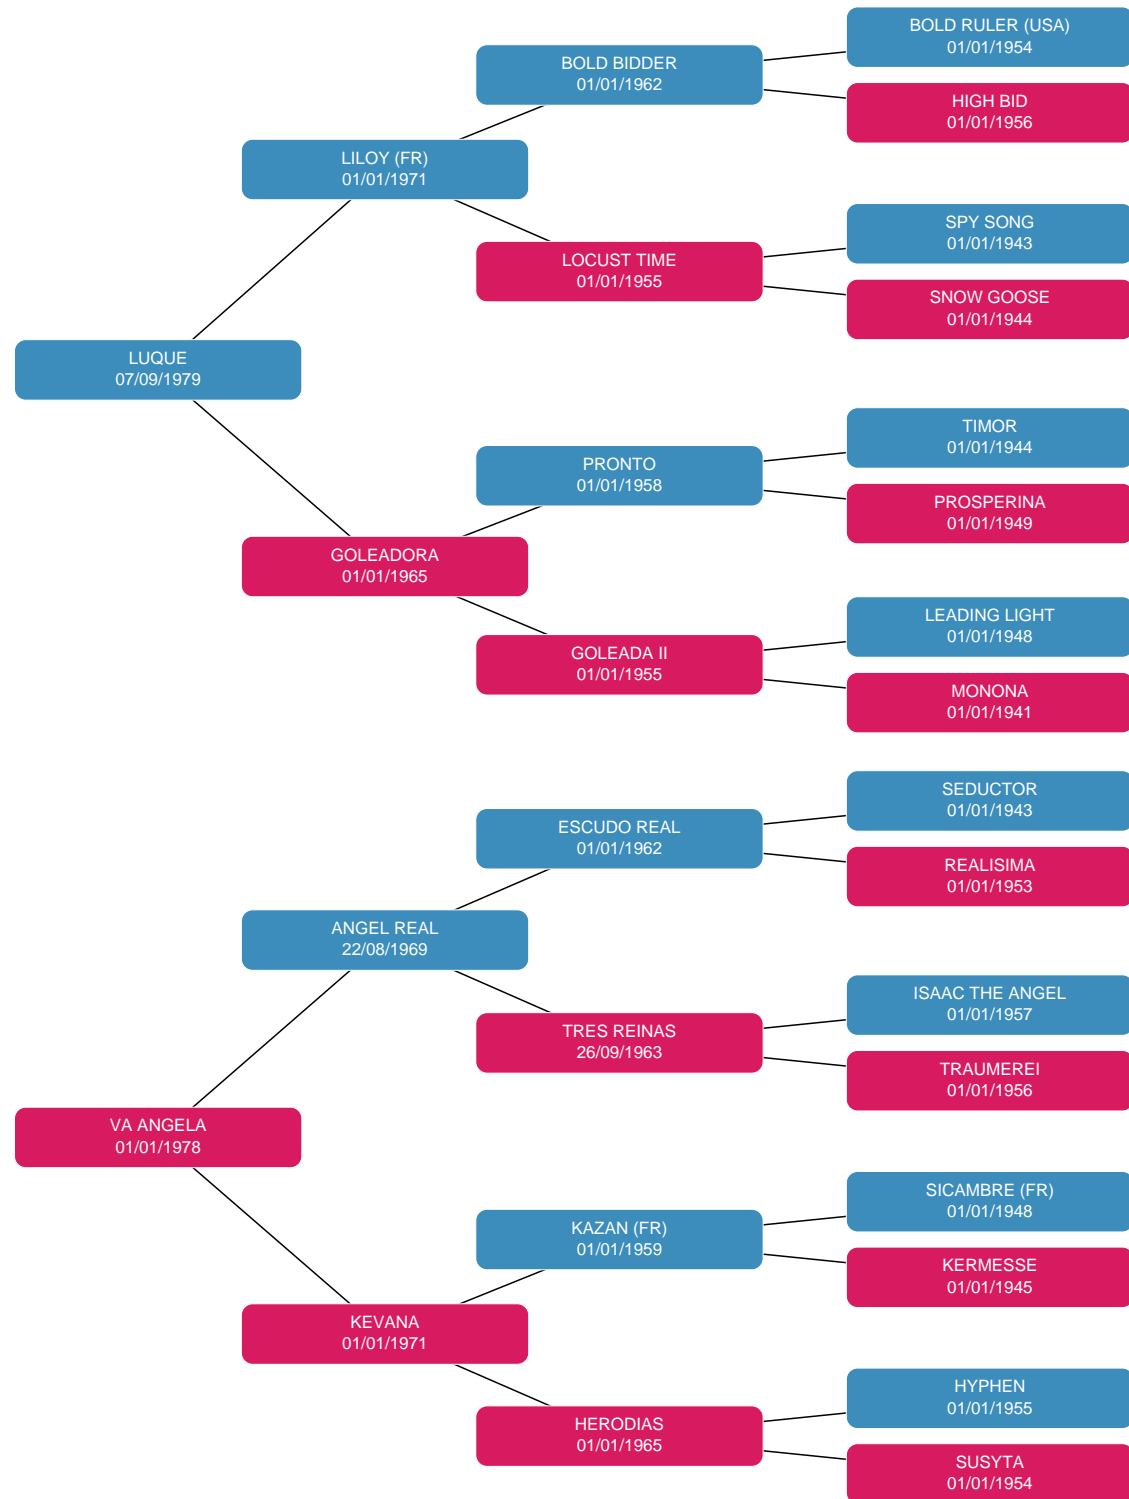 BOLD RULER (USA)
01/01/1954
BOLD BIDDER
01/01/1962
HIGH BID
01/01/1956
LILOY (FR)
01/01/1971
SPY SONG
01/01/1943
LOCUST TIME
01/01/1955
SNOW GOOSE
01/01/1944
LUQUE
07/09/1979
TIMOR
01/01/1944
PRONTO
01/01/1958
PROSPERINA
01/01/1949
GOLEADORA
01/01/1965
LEADING LIGHT
01/01/1948
GOLEADA II
01/01/1955
MONONA
01/01/1941
SEDUCTOR
01/01/1943
ESCUDO REAL
01/01/1962
REALISIMA
01/01/1953
ANGEL REAL
22/08/1969
ISAAC THE ANGEL
01/01/1957
TRES REINAS
26/09/1963
TRAUMEREI
01/01/1956
VA ANGELA
01/01/1978
SICAMBRE (FR)
01/01/1948
KAZAN (FR)
01/01/1959
KERMESSE
01/01/1945
KEVANA
01/01/1971
HYPHEN
01/01/1955
HERODIAS
01/01/1965
SUSYTA
01/01/1954